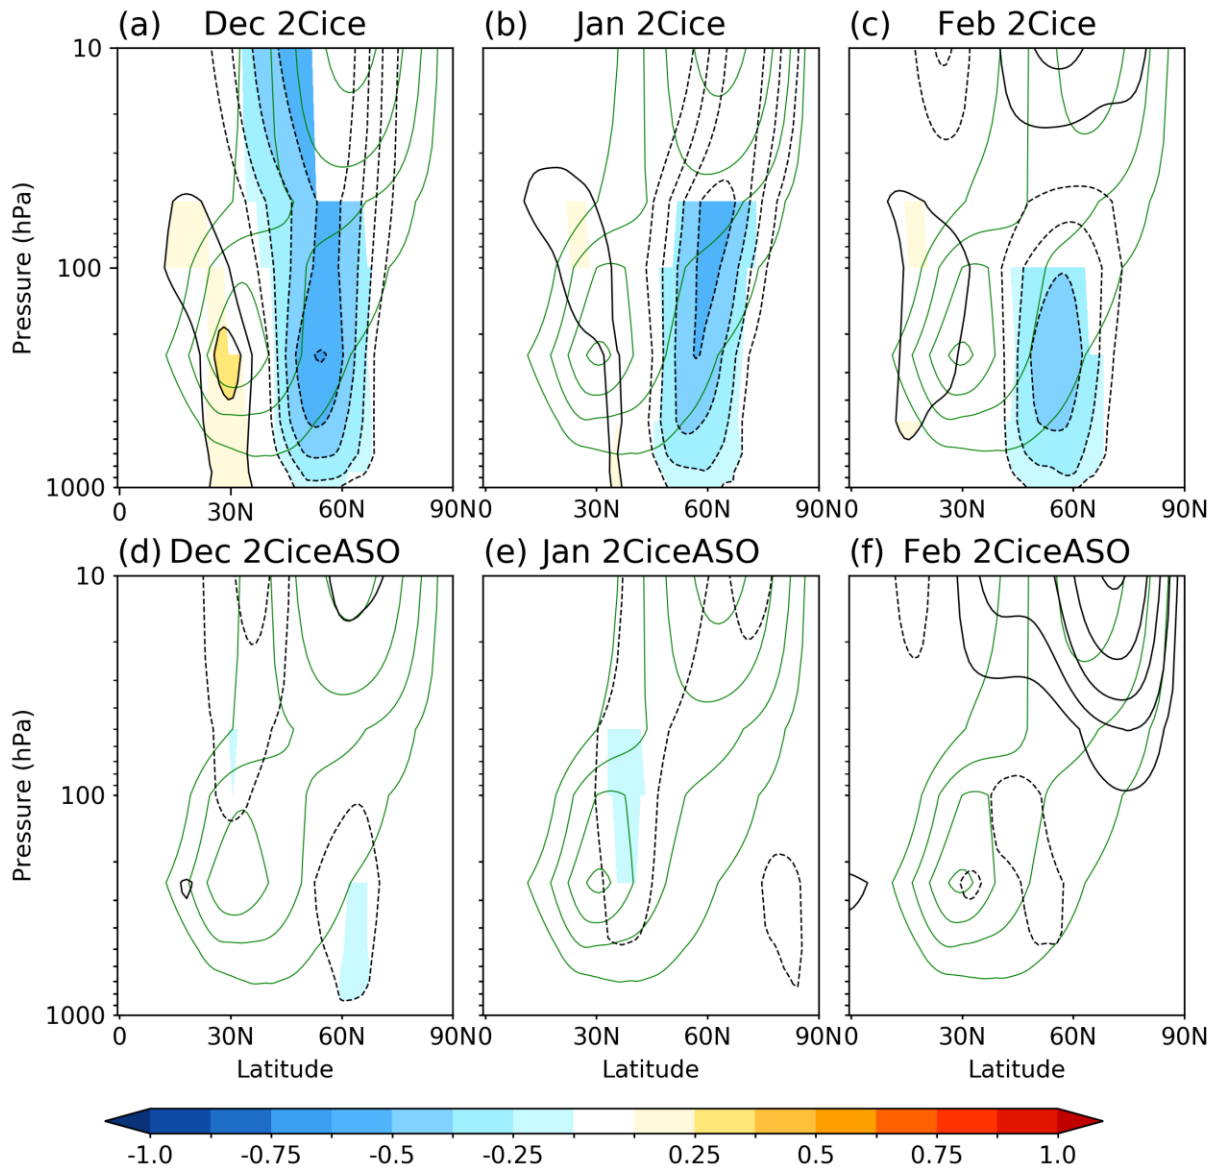 (a) Dec 2Cice
(b) Jan 2Cice
(c) Feb 2Cice
10
100
1000
Pressure (hPa)
0 30N 60N 90N
0 30N 60N 90N
0 30N 60N 90N
(d) Dec 2CiceASO
(e) Jan 2CiceASO
(f) Feb 2CiceASO
10
100
1000
Pressure (hPa)
0 30N 60N 90N
0 30N 60N 90N
0 30N 60N 90N
Latitude
Latitude
Latitude
-1.0 -0.75 -0.5 -0.25 0.25 0.5 0.75 1.0